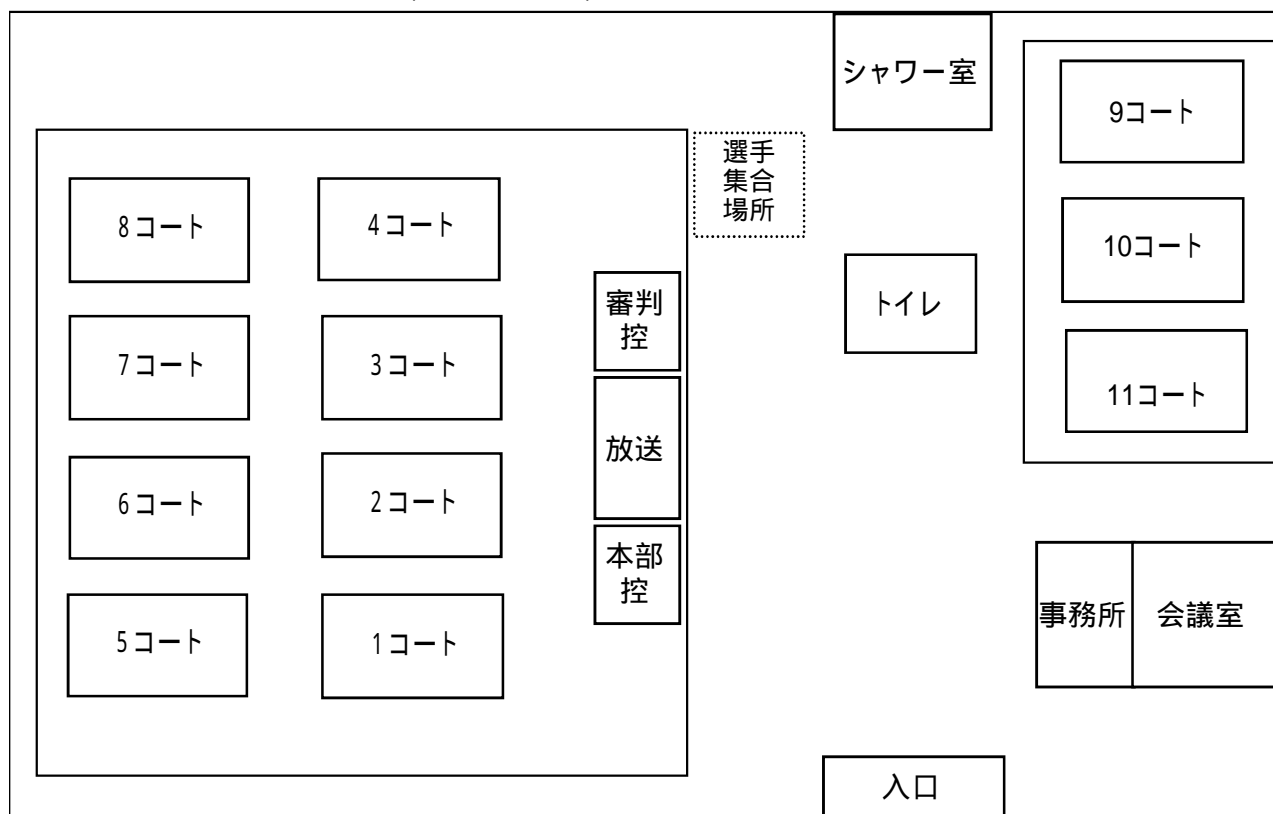 シャワー室
9コート
選手
集合
場所
8コート
4コート
10コート
審判
控
トイレ
7コート
3コート
11コート
放送
6コート
2コート
本部
控
事務所
会議室
5コート
1コート
入口